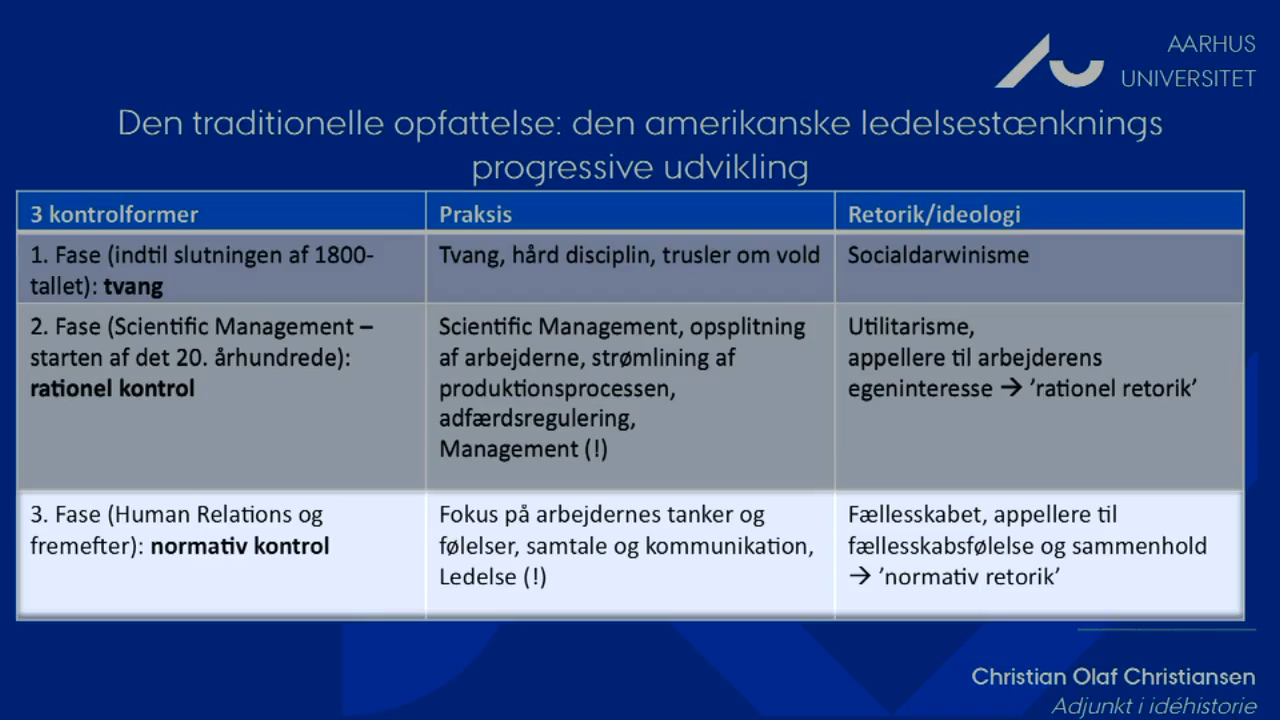 AARHUS
UNIVERSITET
Den traditionelle opfattelse: den amerikanske ledelsestænknings
progressive udvikling
3 kontrolformer
Praksis
Retorik/ideologi
1. Fase (indtil slutningen af 1800-
tallet): tvang
Tvang, hård disciplin, trusler om vold
Socialdarwinisme
2. Fase (Scientific Management –
starten af det 20. århundrede):
rationel kontrol
Scientific Management, opsplitning
af arbejderne, strømlining af
produktionsprocessen,
adfærdsregulering,
Management (!)
Utilitarisme,
appellere til arbejderens
egeninteresse → ’rationel retorik’
3. Fase (Human Relations og
fremefter): normativ kontrol
Fokus på arbejdernes tanker og
følelser, samtale og kommunikation,
Ledelse (!)
Fællesskabet, appellere til
fællesskabsfølelse og sammenhold
→ ’normativ retorik’
Christian Olaf Christiansen
Adjunkt i idéhistorie